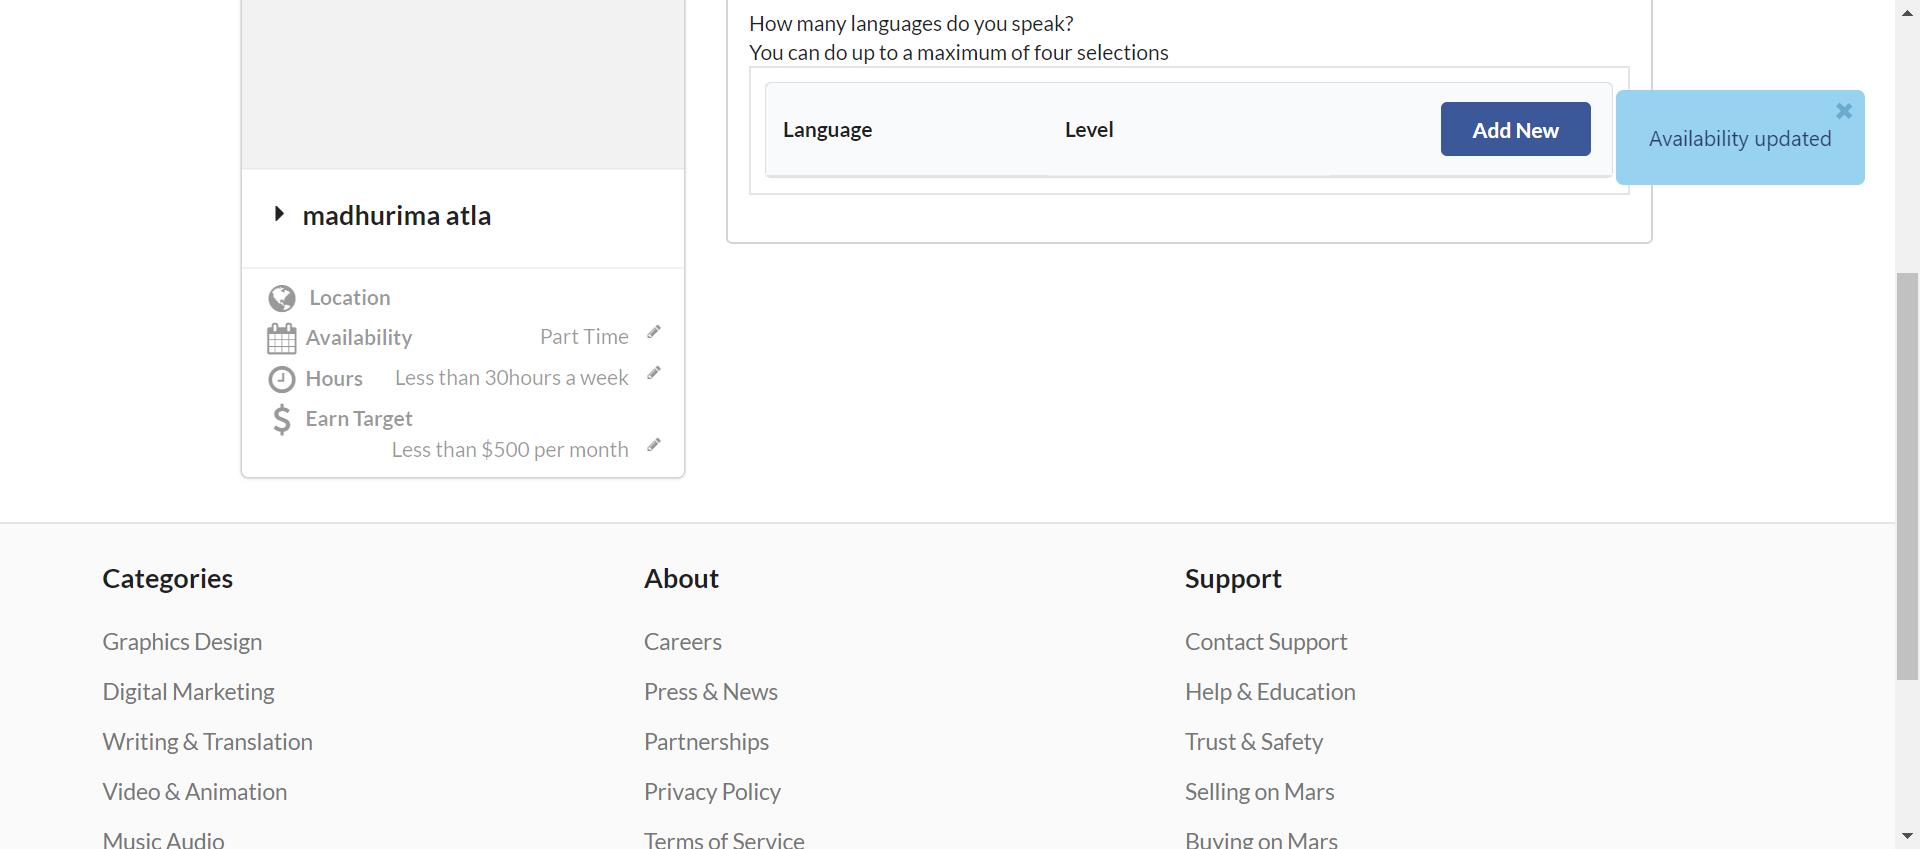 How many languages do you speak?
You can do up to a maximum of four selections
Language Level Add New
Availability updated
madhurima atla
Location
Availability Part Time
Hours Less than 30hours a week
Earn Target
Less than $500 per month
Categories
Graphics Design
Digital Marketing
Writing & Translation
Video & Animation
Music Audio
About
Careers
Press & News
Partnerships
Privacy Policy
Terms of Service
Support
Contact Support
Help & Education
Trust & Safety
Selling on Mars
Buying on Mars